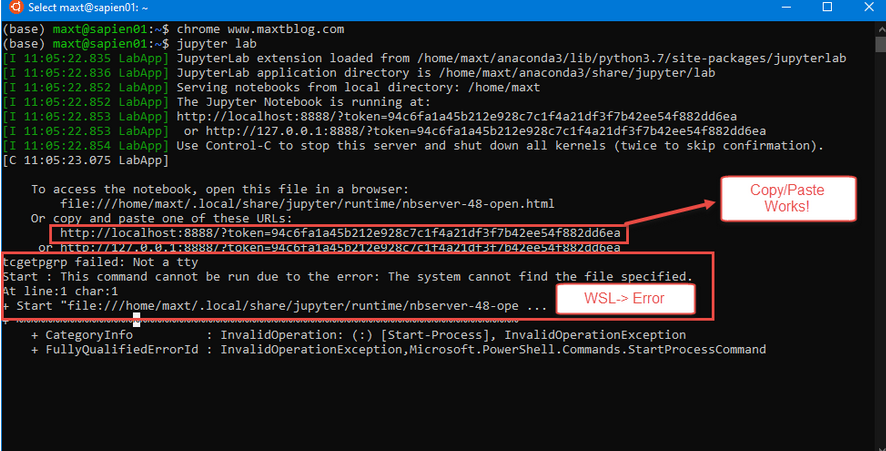 Select maxt@sapien01: ~
(base) maxt@sapien01:~$ chrome www.maxtblog.com
(base) maxt@sapien01:~$ jupyter lab
[I 11:05:22.835 LabApp] JupyterLab extension loaded from /home/maxt/anaconda3/lib/python3.7/site-packages/jupyterlab
[I 11:05:22.836 LabApp] JupyterLab application directory is /home/maxt/anaconda3/share/jupyter/lab
[I 11:05:22.852 LabApp] Serving notebooks from local directory: /home/maxt
[I 11:05:22.852 LabApp] The Jupyter Notebook is running at:
[I 11:05:22.853 LabApp] http://localhost:8888/?token=94c6fa1a45b212e928c7c1f4a21df3f7b42ee54f882dd6ea
[I 11:05:22.853 LabApp]  or http://127.0.0.1:8888/?token=94c6fa1a45b212e928c7c1f4a21df3f7b42ee54f882dd6ea
[I 11:05:22.854 LabApp] Use Control-C to stop this server and shut down all kernels (twice to skip confirmation).
[C 11:05:23.075 LabApp]
To access the notebook, open this file in a browser:
file:///home/maxt/.local/share/jupyter/runtime/nbserver-48-open.html
Or copy and paste one of these URLs:
http://localhost:8888/?token=94c6fa1a45b212e928c7c1f4a21df3f7b42ee54f882dd6ea
or http://127.0.0.1:8888/?token=94c6fa1a45b212e928c7c1f4a21df3f7b42ee54f882dd6ea
Copy/Paste
Works!
tcgetpgrp failed: Not a tty
Start : This command cannot be run due to the error: The system cannot find the file specified.
At line:1 char:1
+ Start "file:///home/maxt/.local/share/jupyter/runtime/nbserver-48-ope ...
WSL-> Error
+ CategoryInfo          : InvalidOperation: (:) [Start-Process], InvalidOperationException
+ FullyQualifiedErrorId : InvalidOperationException,Microsoft.PowerShell.Commands.StartProcessCommand